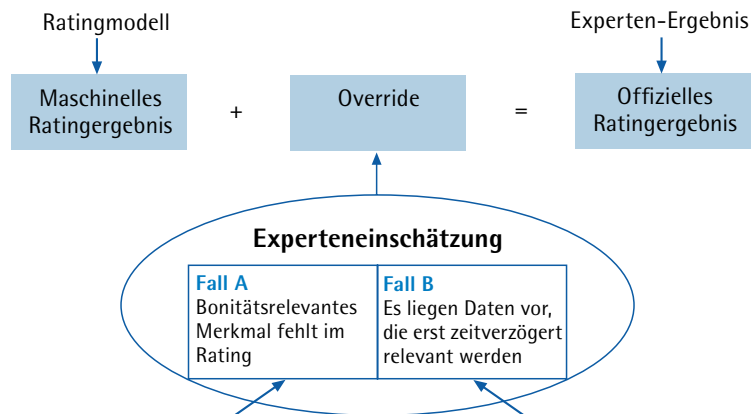 Ratingmodell
Experten-Ergebnis
Maschinelles
Ratingergebnis
+
Override
=
Offizielles
Ratingergebnis
Experteneinschätzung
Fall A
Bonitätsrelevantes
Merkmal fehlt im
Rating
Fall B
Es liegen Daten vor,
die erst zeitverzögert
relevant werden